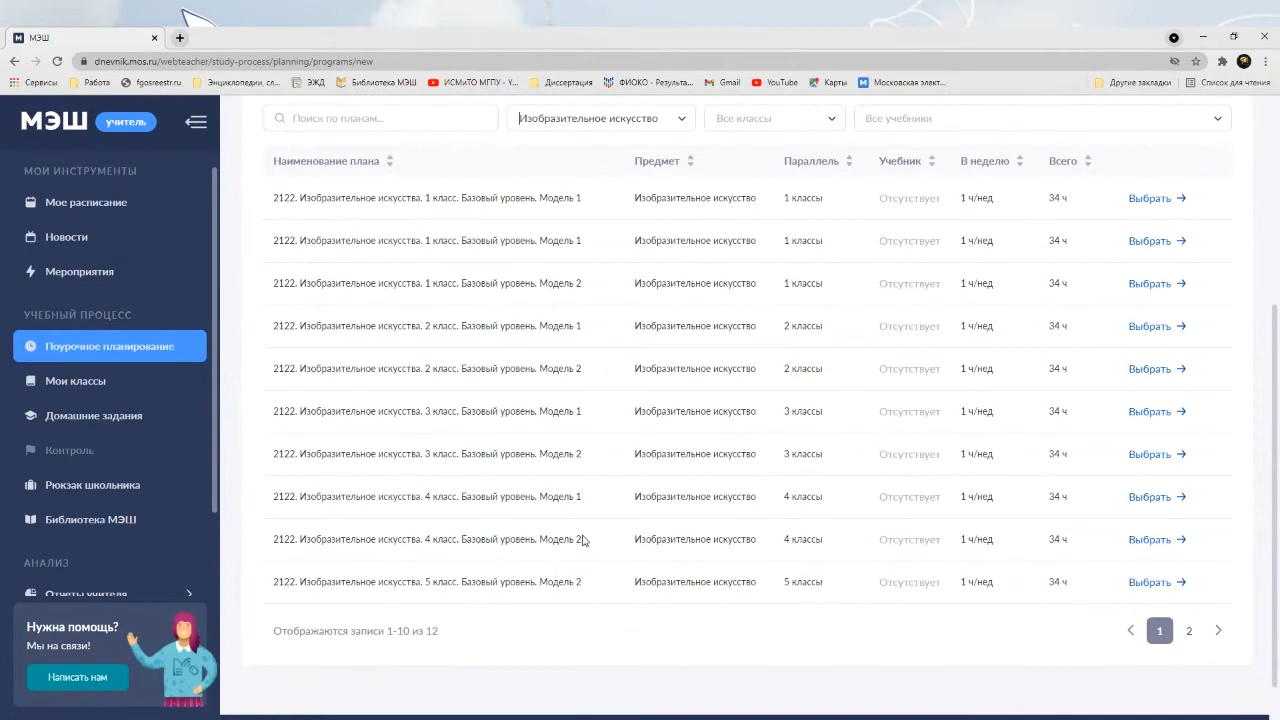 МЭШ
dnevnik.mos.ru/webteacher/study-process/planning/programs/new
Сервисы Работа fgosreestr.ru Энциклопедии, сл... ЭЖД Библиотека МЭШ ИСМиТО МГПУ - Y... Диссертация ФИОКО - Результа... Gmail YouTube Карты Московская элект... Другие закладки Список для чтения
МЭШ учитель
МОИ ИНСТРУМЕНТЫ
Мое расписание
Новости
Мероприятия
УЧЕБНЫЙ ПРОЦЕСС
Поурочное планирование
Мои классы
Домашние задания
Контроль
Рюкзак школьника
Библиотека МЭШ
АНАЛИЗ
Отчеты учителя
Нужна помощь?
Мы на связи!
Написать нам
Поиск по планам... Изобразительное искусство Все классы Все учебники
Наименование плана Предмет Параллель Учебник В неделю Всего
2122. Изобразительное искусства. 1 класс. Базовый уровень. Модель 1 Изобразительное искусство 1 классы Отсутствует 1 ч/нед 34 ч Выбрать →
2122. Изобразительное искусства. 1 класс. Базовый уровень. Модель 1 Изобразительное искусство 1 классы Отсутствует 1 ч/нед 34 ч Выбрать →
2122. Изобразительное искусства. 1 класс. Базовый уровень. Модель 2 Изобразительное искусство 1 классы Отсутствует 1 ч/нед 34 ч Выбрать →
2122. Изобразительное искусства. 2 класс. Базовый уровень. Модель 1 Изобразительное искусство 2 классы Отсутствует 1 ч/нед 34 ч Выбрать →
2122. Изобразительное искусства. 2 класс. Базовый уровень. Модель 2 Изобразительное искусство 2 классы Отсутствует 1 ч/нед 34 ч Выбрать →
2122. Изобразительное искусства. 3 класс. Базовый уровень. Модель 1 Изобразительное искусство 3 классы Отсутствует 1 ч/нед 34 ч Выбрать →
2122. Изобразительное искусства. 3 класс. Базовый уровень. Модель 2 Изобразительное искусство 3 классы Отсутствует 1 ч/нед 34 ч Выбрать →
2122. Изобразительное искусства. 4 класс. Базовый уровень. Модель 1 Изобразительное искусство 4 классы Отсутствует 1 ч/нед 34 ч Выбрать →
2122. Изобразительное искусства. 4 класс. Базовый уровень. Модель 2 Изобразительное искусство 4 классы Отсутствует 1 ч/нед 34 ч Выбрать →
2122. Изобразительное искусства. 5 класс. Базовый уровень. Модель 2 Изобразительное искусство 5 классы Отсутствует 1 ч/нед 34 ч Выбрать →
Отображаются записи 1-10 из 12 1 2